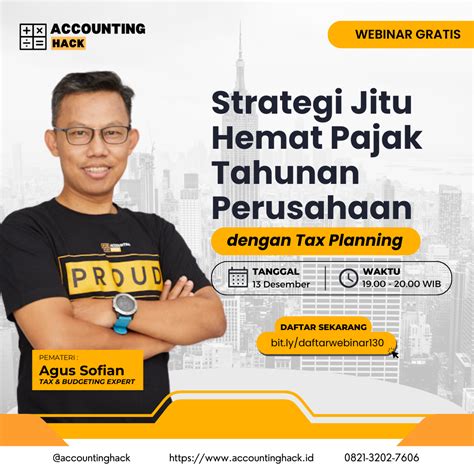 ACCOUNTING
HACK
WEBINAR GRATIS
Strategi Jitu
Hemat Pajak
Tahunan
Perusahaan
dengan Tax Planning
TANGGAL
13 Desember
WAKTU
19.00 - 20.00 WIB
DAFTAR SEKARANG
bit.ly/daftarwebinar130
ACCOUNTING
HACK
PROUD
PEMATERI :
Agus Sofian
TAX & BUDGETING EXPERT
@accountinghack
https://www.accountinghack.id
0821-3202-7606